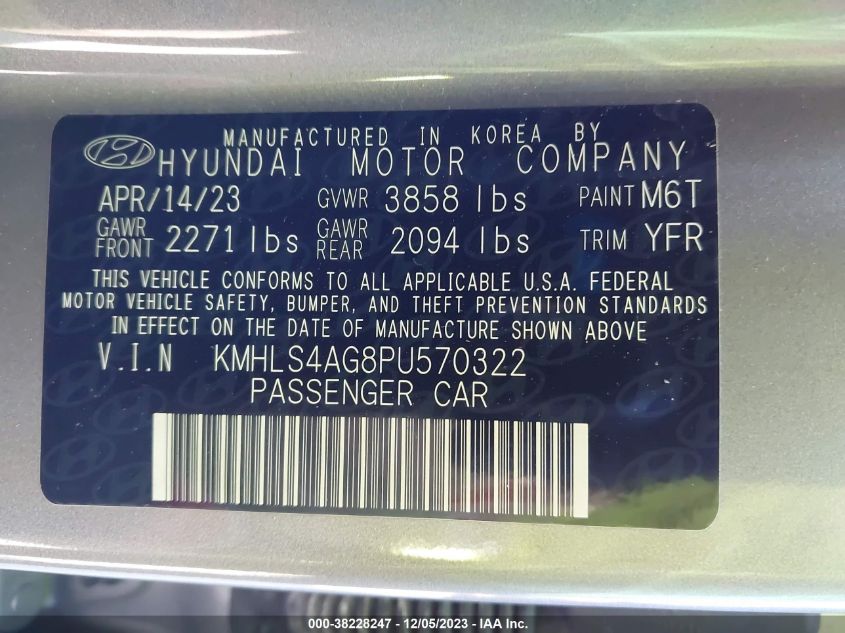 MANUFACTURED IN KOREA BY
HYUNDAI MOTOR COMPANY
APR/14/23 GVWR 3858 lbs PAINT M6T
GAWR FRONT 2271 lbs GAWR REAR 2094 lbs TRIM YFR
THIS VEHICLE CONFORMS TO ALL APPLICABLE U.S.A. FEDERAL
MOTOR VEHICLE SAFETY, BUMPER, AND THEFT PREVENTION STANDARDS
IN EFFECT ON THE DATE OF MANUFACTURE SHOWN ABOVE
V.I.N KMHLS4AG8PU570322
PASSENGER CAR
000-38228247 - 12/05/2023 - IAA Inc.